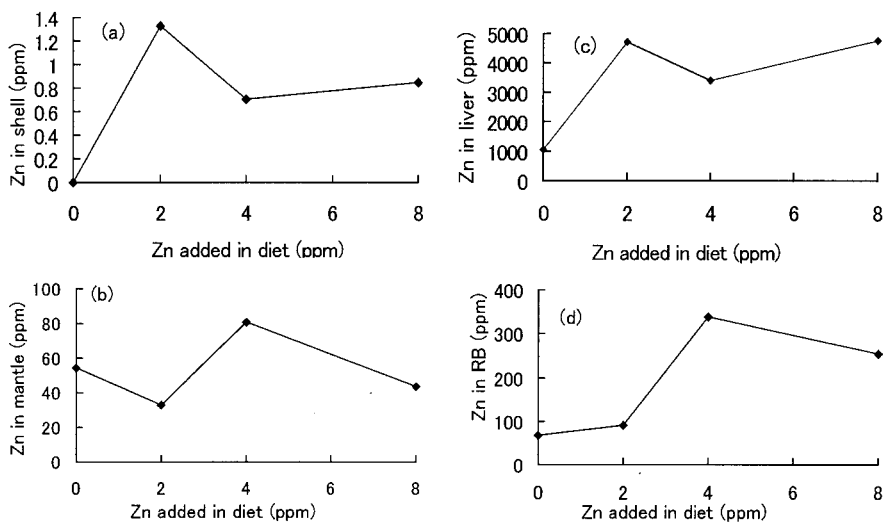 (a)
Zn in shell (ppm)
1.4
1.2
1
0.8
0.6
0.4
0.2
0
0 2 4 6 8
Zn added in diet (ppm)
(c)
Zn in liver (ppm)
5000
4000
3000
2000
1000
0
0 2 4 6 8
Zn added in diet (ppm)
(b)
Zn in mantle (ppm)
100
80
60
40
20
0
0 2 4 6 8
Zn added in diet (ppm)
(d)
Zn in RB (ppm)
400
300
200
100
0
0 2 4 6 8
Zn added in diet (ppm)